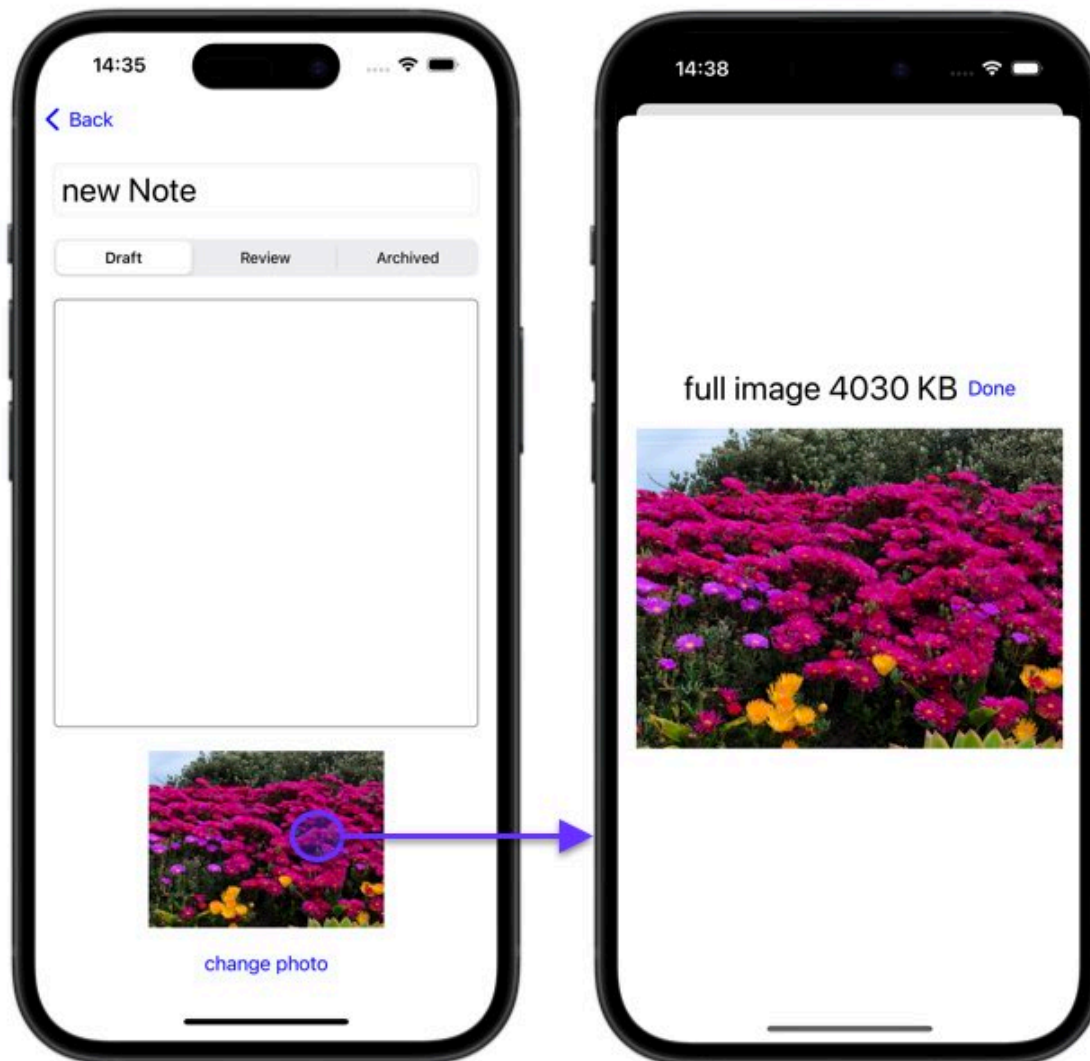 14:35
Back
new Note
Draft Review Archived
change photo
14:38
full image 4030 KB Done